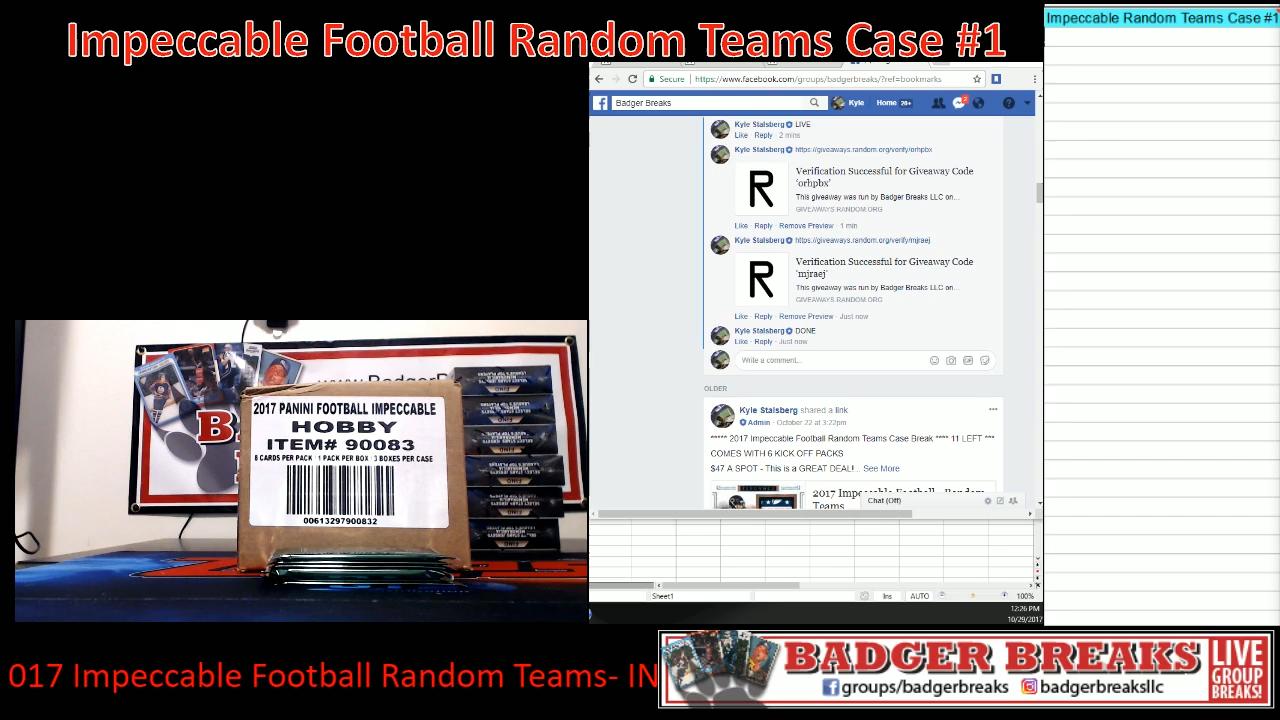 Impeccable Football Random Teams Case #1
Impeccable Random Teams Case #1
Secure
https://www.facebook.com/groups/badgerbreaks/?ref=bookmarks
Badger Breaks
Kyle
Home 20+
2
Kyle Stalsberg LIVE
Like · Reply · 2 mins
Kyle Stalsberg https://giveaways.random.org/verify/orhpbx
R
Verification Successful for Giveaway Code
'orhpbx'
This giveaway was run by Badger Breaks LLC on...
GIVEAWAYS.RANDOM.ORG
Like · Reply · Remove Preview · 1 min
Kyle Stalsberg https://giveaways.random.org/verify/mjraej
R
Verification Successful for Giveaway Code
'mjraej'
This giveaway was run by Badger Breaks LLC on...
GIVEAWAYS.RANDOM.ORG
Like · Reply · Remove Preview · Just now
Kyle Stalsberg DONE
Like · Reply · Just now
Write a comment...
OLDER
Kyle Stalsberg shared a link
Admin · October 22 at 3:22pm
***** 2017 Impeccable Football Random Teams Case Break **** 11 LEFT ***
COMES WITH 6 KICK OFF PACKS
$47 A SPOT - This is a GREAT DEAL!... See More
2017 Impeccable Football Random
Teams
Chat (Off)
Sheet1
Ins
AUTO
100%
12:26 PM
10/29/2017
2017 PANINI FOOTBALL IMPECCABLE
HOBBY
ITEM# 90083
8 CARDS PER PACK 1 PACK PER BOX 3 BOXES PER CASE
00613297900832
017 Impeccable Football Random Teams- IN
BADGER BREAKS
groups/badgerbreaks
badgerbreaksllc
LIVE
GROUP
BREAKS!